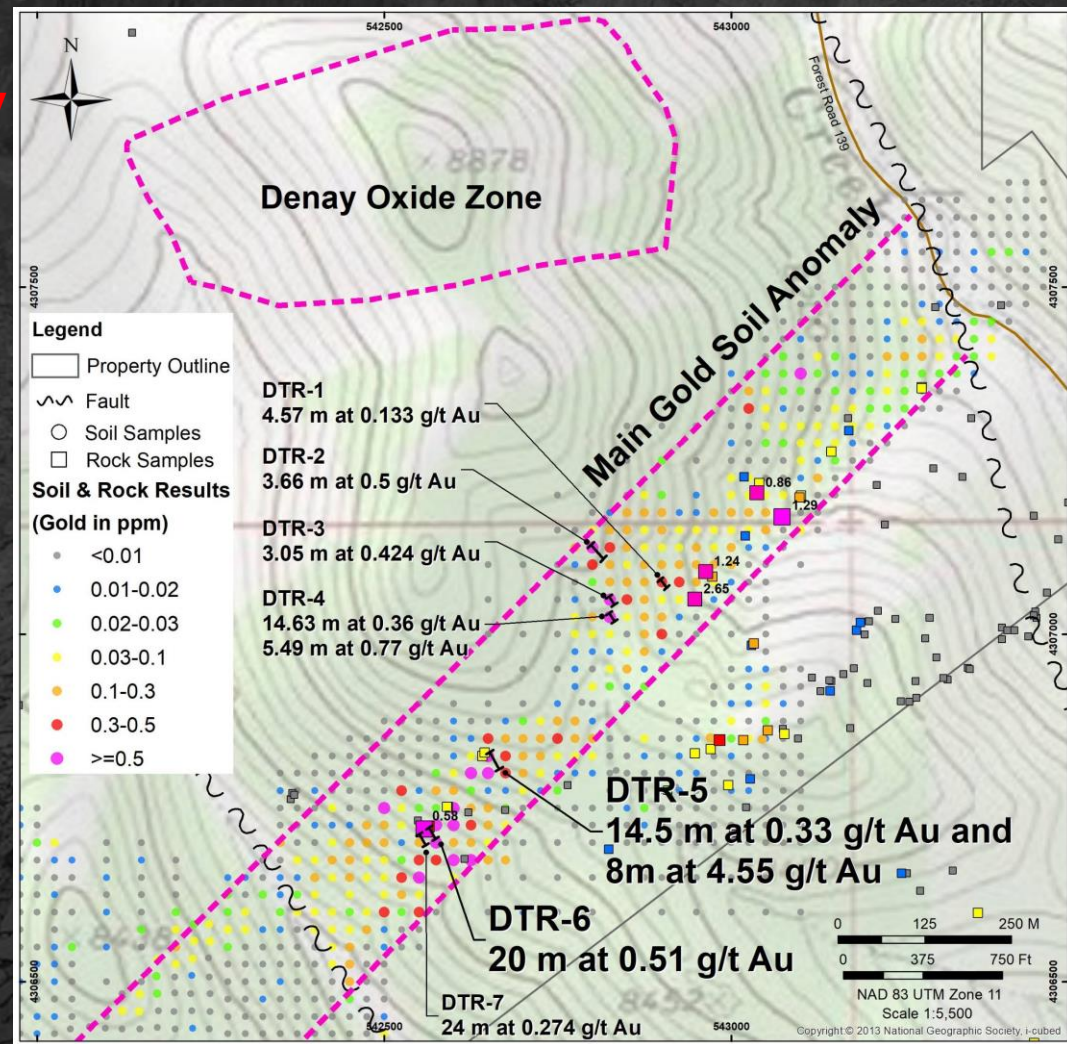 542500
543000
N
Forest Road 139
8878
Denay Oxide Zone
Main Gold Soil Anomaly
4307500
4307500
Legend
Property Outline
Fault
Soil Samples
Rock Samples
Soil & Rock Results
(Gold in ppm)
<0.01
0.01-0.02
0.02-0.03
0.03-0.1
0.1-0.3
0.3-0.5
>=0.5
DTR-1
4.57 m at 0.133 g/t Au
DTR-2
3.66 m at 0.5 g/t Au
DTR-3
3.05 m at 0.424 g/t Au
DTR-4
14.63 m at 0.36 g/t Au
5.49 m at 0.77 g/t Au
0.86
1.29
1.24
2.65
4307000
0.58
DTR-5
14.5 m at 0.33 g/t Au and
8m at 4.55 g/t Au
DTR-6
20 m at 0.51 g/t Au
DTR-7
24 m at 0.274 g/t Au
0 125 250 M
0 375 750 Ft
NAD 83 UTM Zone 11
Scale 1:5,500
Copyright:© 2013 National Geographic Society, i-cubed
4306500
4306500
542500
543000